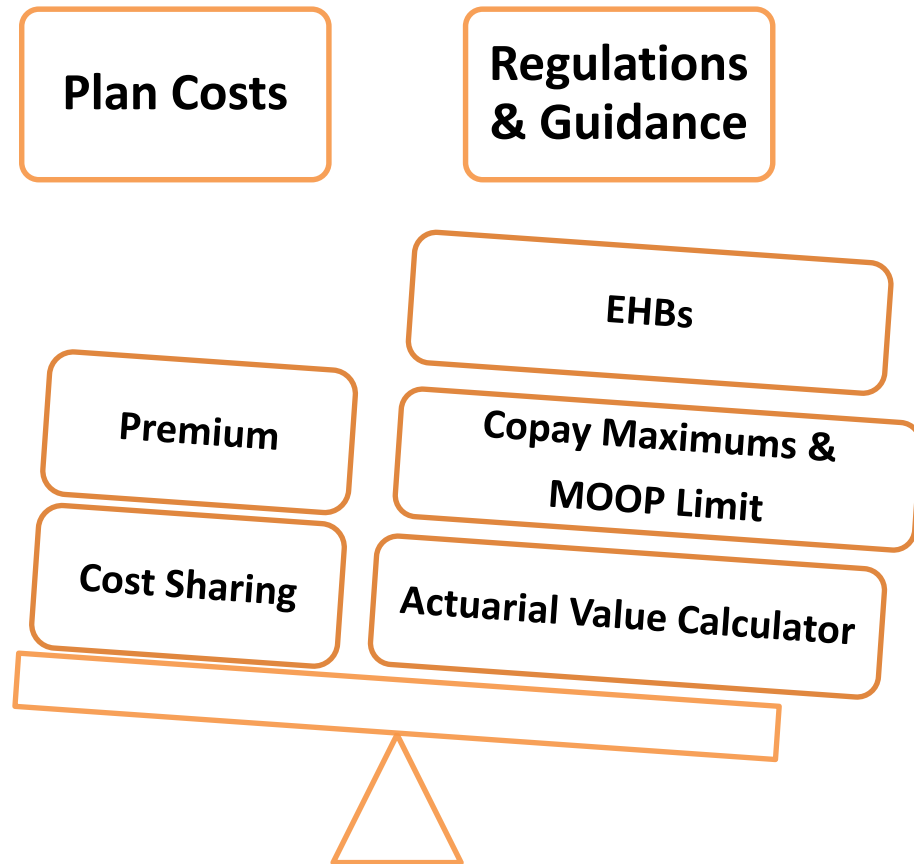 Plan Costs
Regulations
& Guidance
EHBs
Premium
Copay Maximums &
MOOP Limit
Cost Sharing
Actuarial Value Calculator